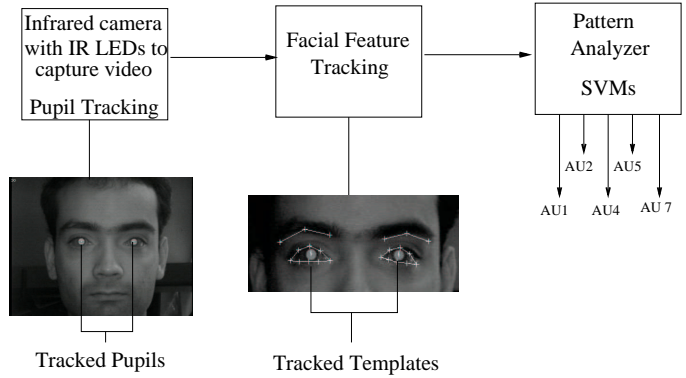 Infrared camera
with IR LEDs to
capture video
Pupil Tracking
Facial Feature
Tracking
Pattern
Analyzer
SVMs
AU2
AU5
AU1
AU4
AU 7
Tracked Pupils
Tracked Templates